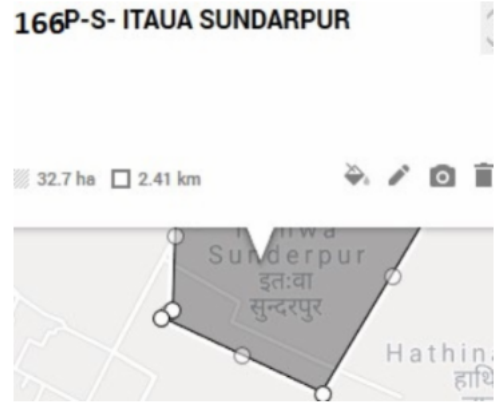 166P-S- ITAUA SUNDARPUR
32.7 ha 2.41 km
Sunderpur
इत:वा
सुन्दरपुर
Hathin
हाथि